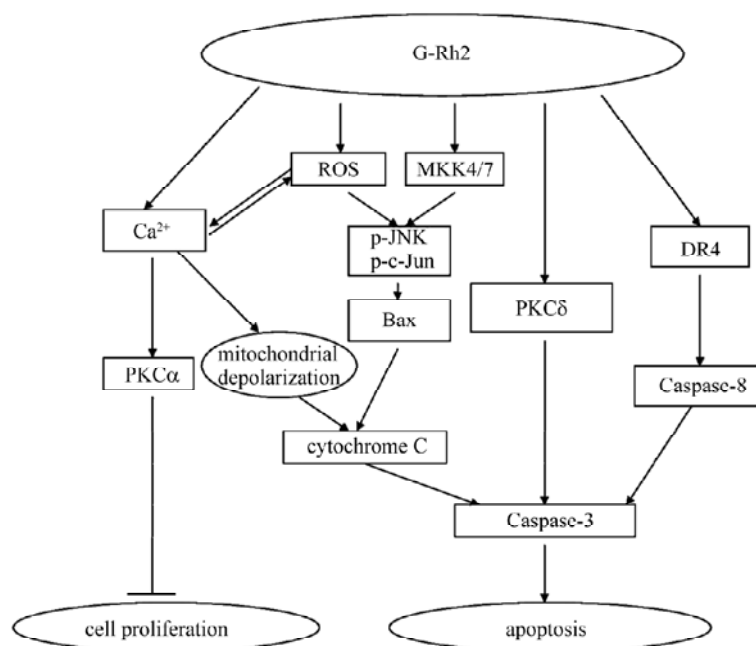 G-Rh2
ROS
MKK4/7
Ca²⁺
p-JNK
p-c-Jun
DR4
Bax
PKCδ
mitochondrial
depolarization
PKCα
Caspase-8
cytochrome C
Caspase-3
cell proliferation
apoptosis